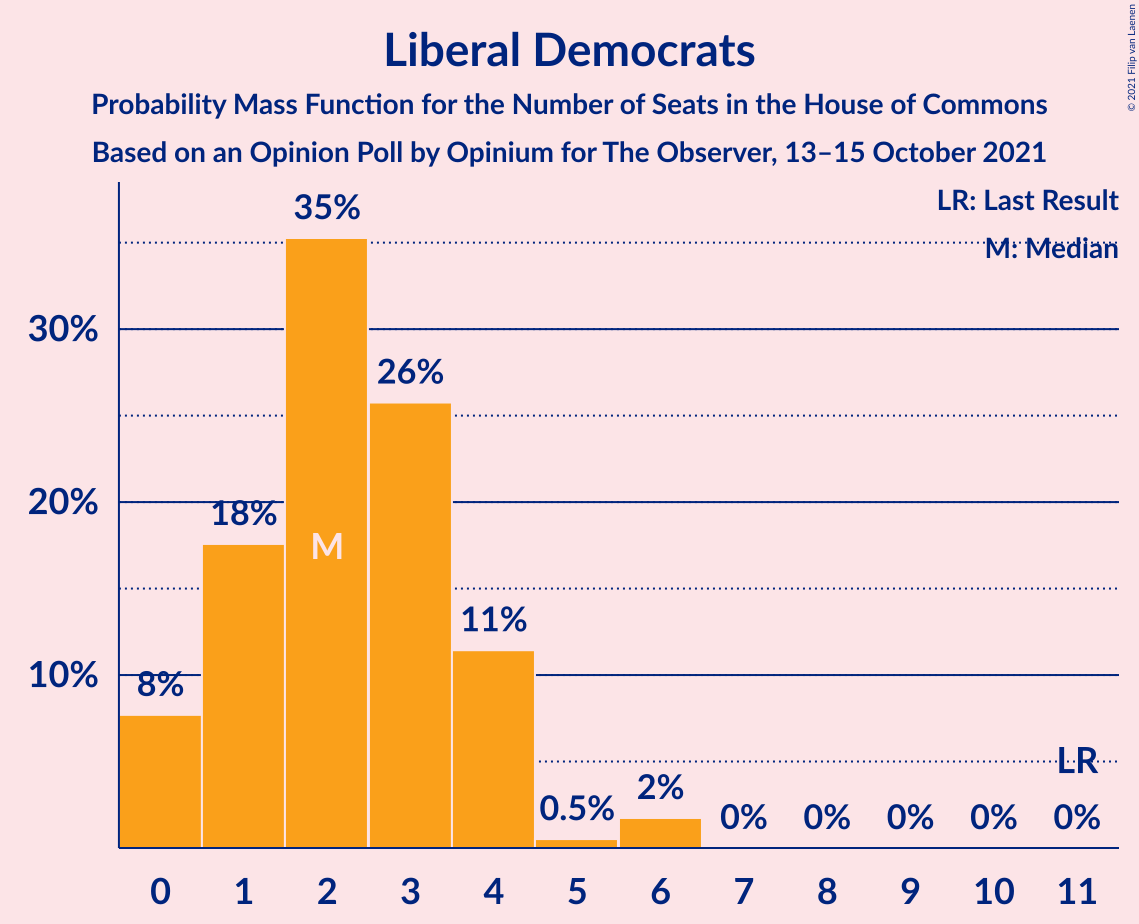 Liberal Democrats
Probability Mass Function for the Number of Seats in the House of Commons
Based on an Opinion Poll by Opinium for The Observer, 13–15 October 2021
© 2021 Filip van Laenen
LR: Last Result
M: Median
35%
30%
26%
20%
18%
M
11%
10%
8%
LR
2%
0.5%
0%
0%
0%
0%
0%
0 1 2 3 4 5 6 7 8 9 10 11